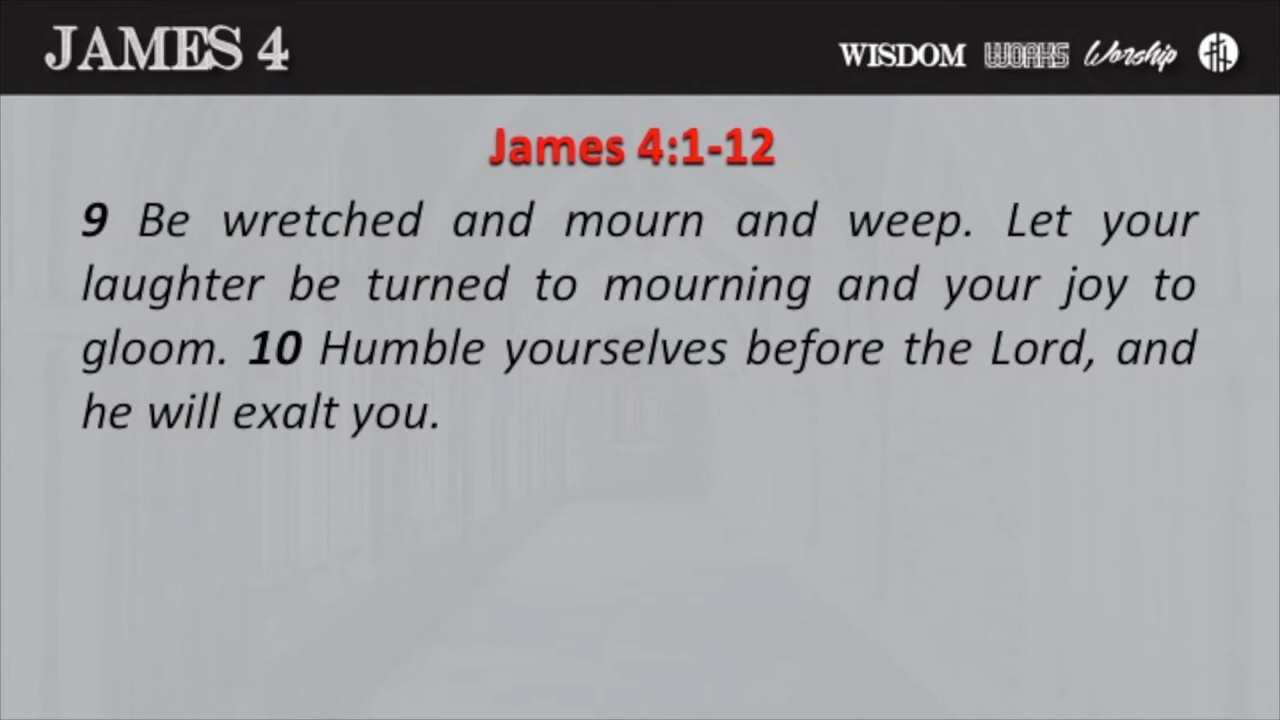 JAMES 4
WISDOM WORKS Worship
James 4:1-12
9 Be wretched and mourn and weep. Let your
laughter be turned to mourning and your joy to
gloom. 10 Humble yourselves before the Lord, and
he will exalt you.